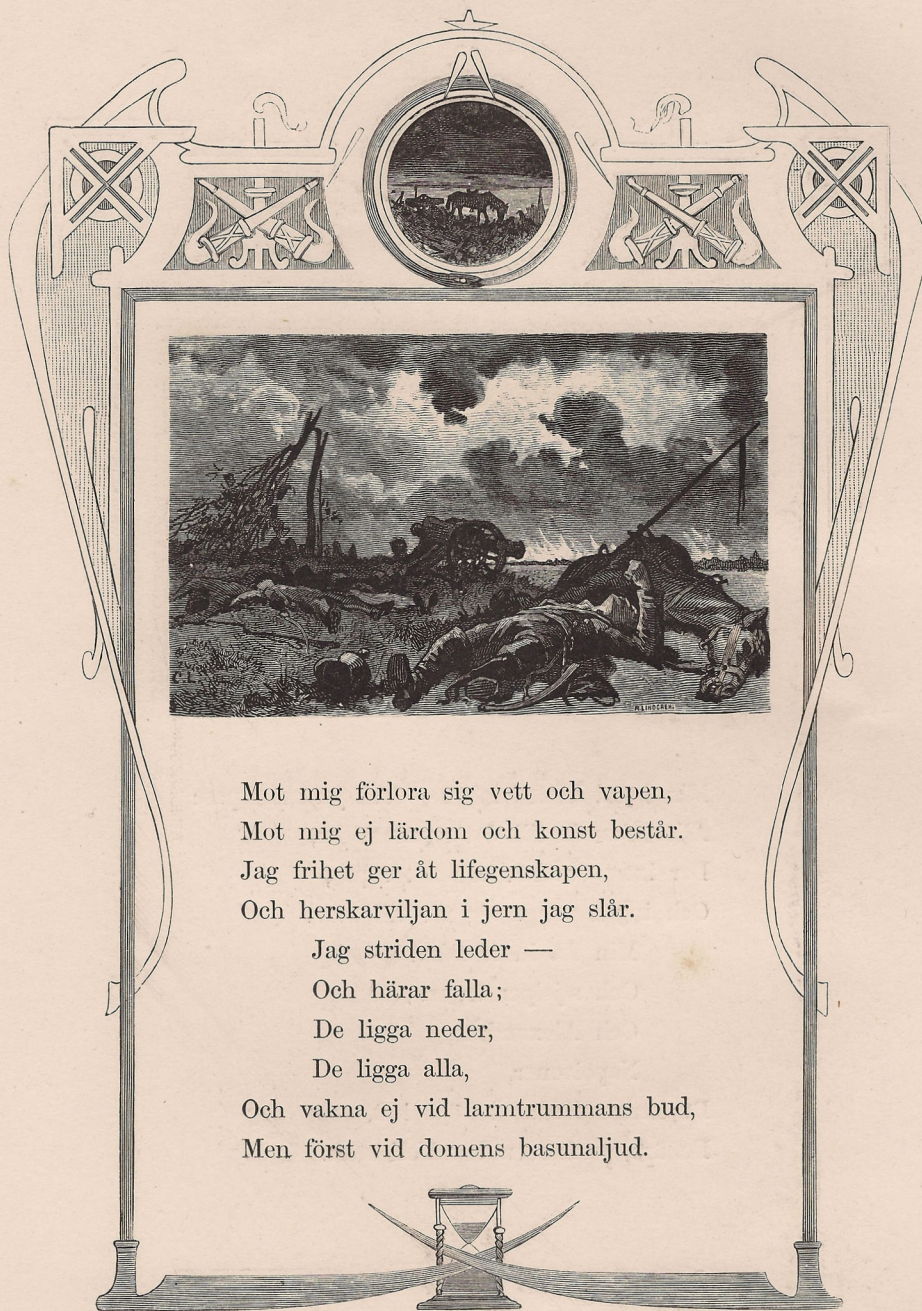 C. L.
R. LINDGREN.
Mot mig förlora sig vett och vapen,
Mot mig ej lärdom och konst består.
Jag frihet ger åt lifegenskapen,
Och herskarviljan i jern jag slår.
Jag striden leder —
Och härar falla;
De ligga neder,
De ligga alla,
Och vakna ej vid larmtrummans bud,
Men först vid domens basunaljud.